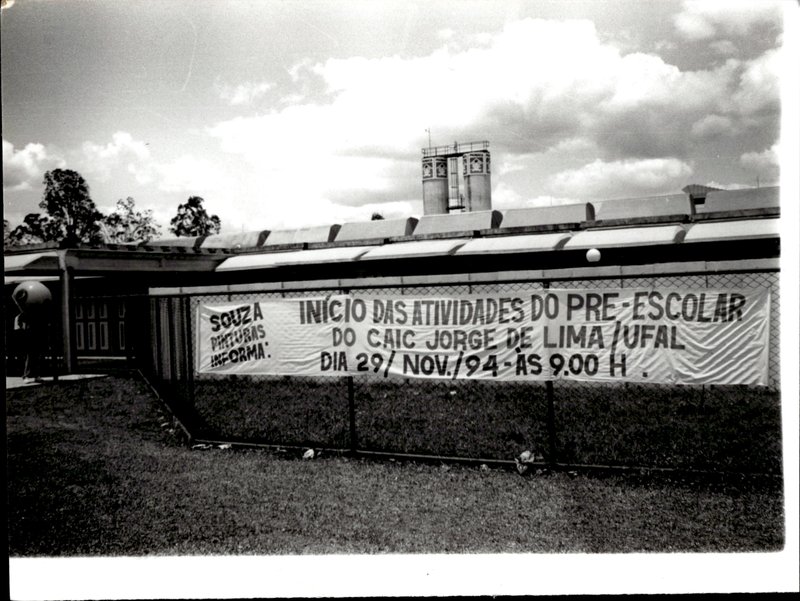 SOUZA
PINTURAS
INFORMA:
INÍCIO DAS ATIVIDADES DO PRE-ESCOLAR
DO CAIC JORGE DE LIMA/UFAL
DIA 29/NOV./94-ÀS 9.00 H.